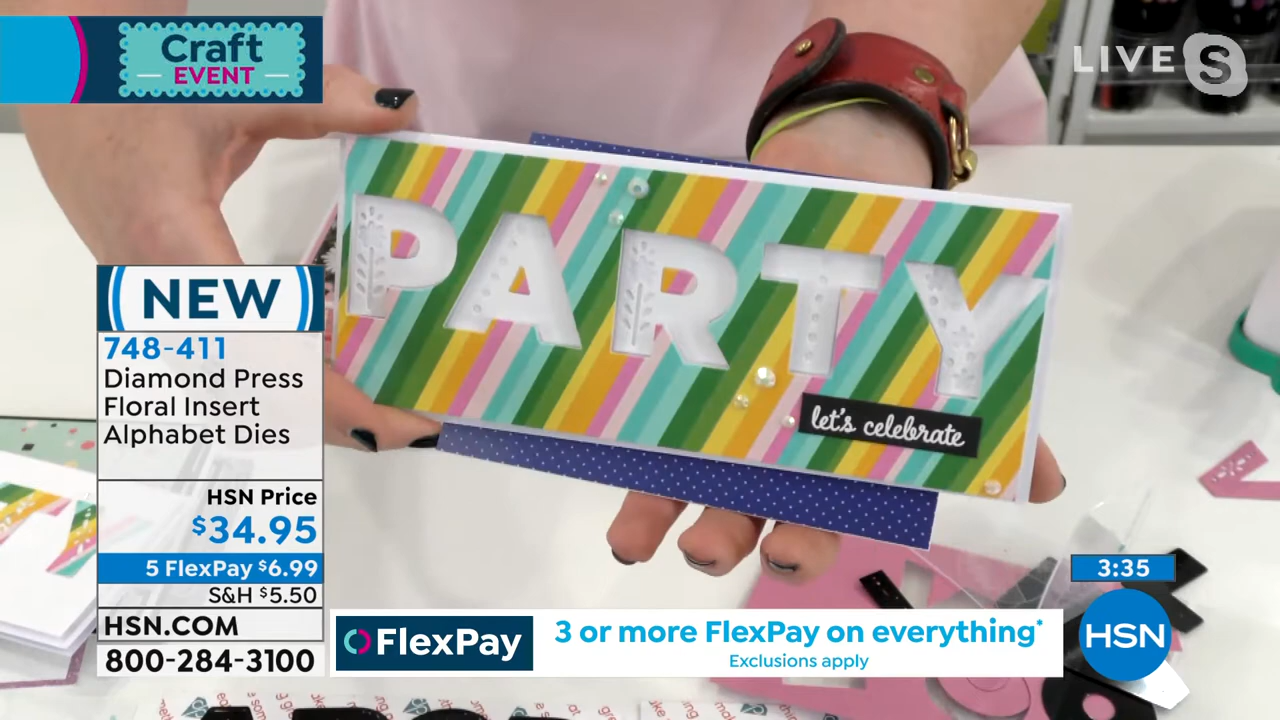 Craft
EVENT
LIVE S
PARTY
let's celebrate
NEW
748-411
Diamond Press
Floral Insert
Alphabet Dies
HSN Price
$34.95
5 FlexPay $6.99
S&H $5.50
HSN.COM
800-284-3100
FlexPay
3 or more FlexPay on everything*
Exclusions apply
3:35
HSN